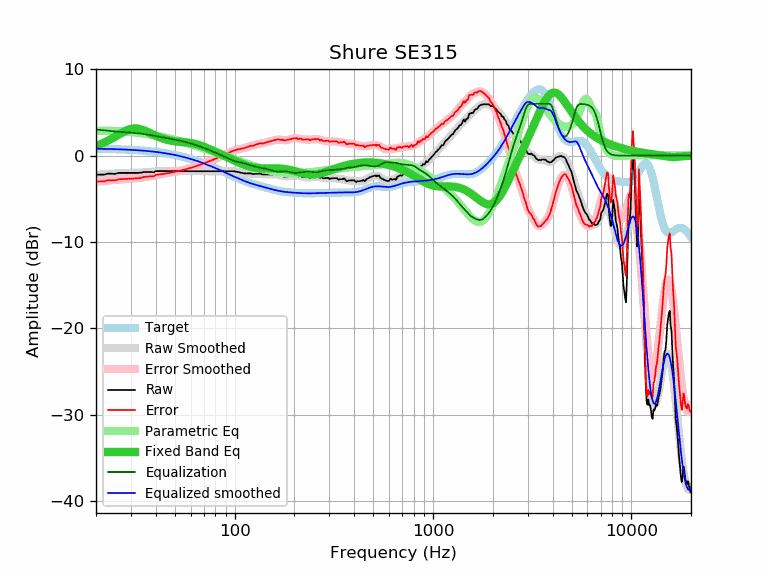 Shure SE315
10
0
−10
−20
−30
−40
Amplitude (dBr)
Target
Raw Smoothed
Error Smoothed
Raw
Error
Parametric Eq
Fixed Band Eq
Equalization
Equalized smoothed
100
1000
10000
Frequency (Hz)